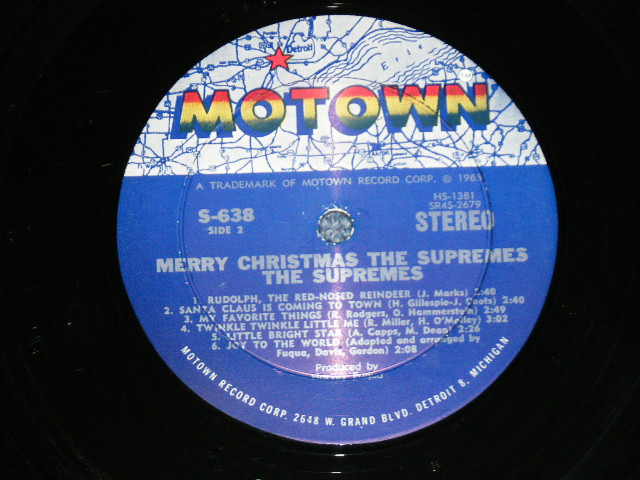 Detroit
Erie
MOTOWN
A TRADEMARK OF MOTOWN RECORD CORP. © 1965
HS-1381
SR4S-2679
S-638
SIDE 2
STEREO
MERRY CHRISTMAS THE SUPREMES
THE SUPREMES
1. RUDOLPH, THE RED-NOSED REINDEER (J. Marks) 2:40
2. SANTA CLAUS IS COMING TO TOWN (H. Gillespie-J. Coots) 2:40
3. MY FAVORITE THINGS (R. Rodgers, O. Hammerstein) 2:49
4. TWINKLE TWINKLE LITTLE ME (R. Miller, H. O'Malley) 3:02
5. LITTLE BRIGHT STAR (A. Capps, M. Dean) 2:26
6. JOY TO THE WORLD (Adapted and arranged by
Fuqua, Davis, Gordon) 2:08
Produced by
MOTOWN RECORD CORP. 2648 W. GRAND BLVD. DETROIT 8, MICHIGAN